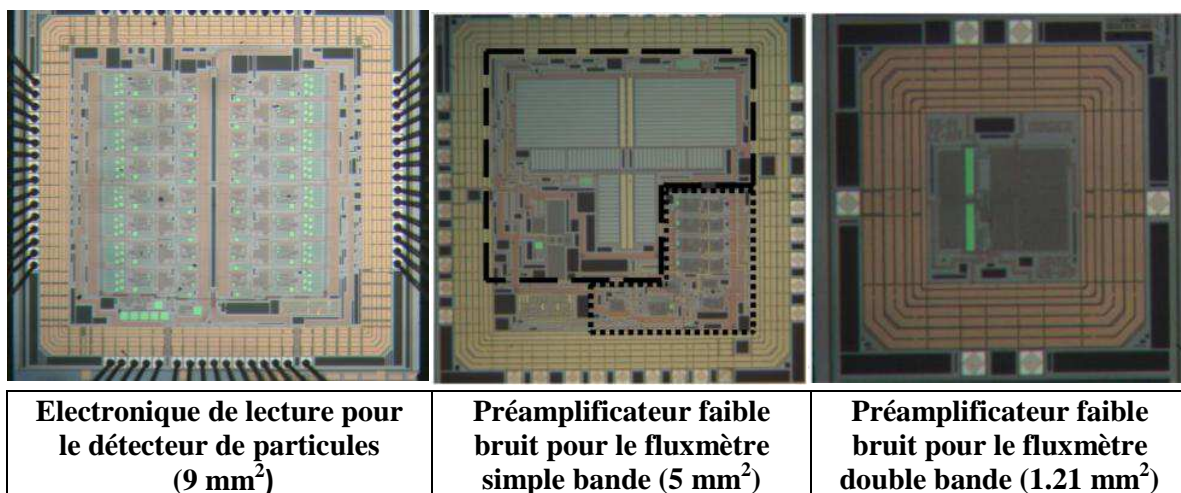 Electronique de lecture pour
le détecteur de particules
(9 mm²)
Préamplificateur faible
bruit pour le fluxmètre
simple bande (5 mm²)
Préamplificateur faible
bruit pour le fluxmètre
double bande (1.21 mm²)